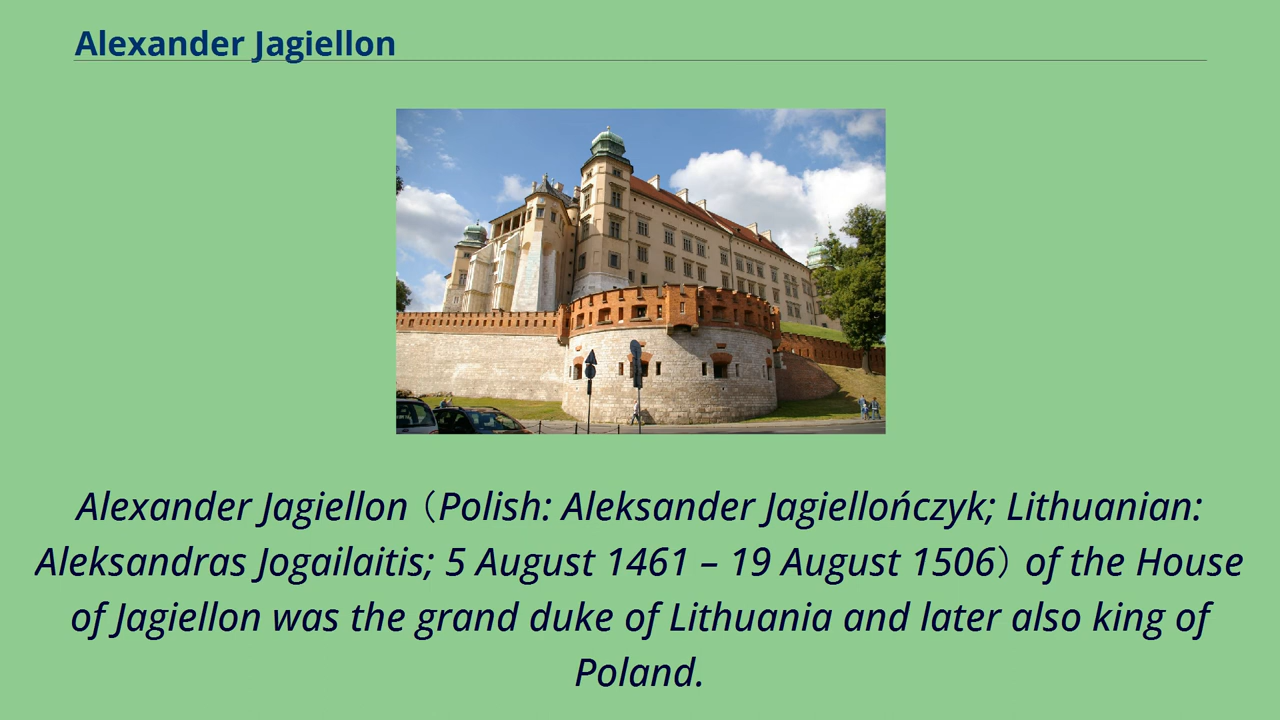 Alexander Jagiellon
Alexander Jagiellon（Polish: Aleksander Jagiellończyk; Lithuanian:
Aleksandras Jogailaitis; 5 August 1461 – 19 August 1506）of the House
of Jagiellon was the grand duke of Lithuania and later also king of
Poland.